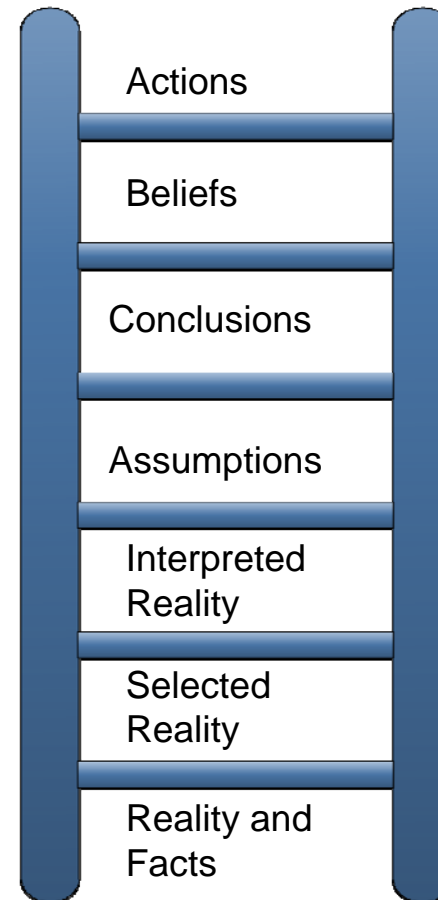 Actions
Beliefs
Conclusions
Assumptions
Interpreted
Reality
Selected
Reality
Reality and
Facts